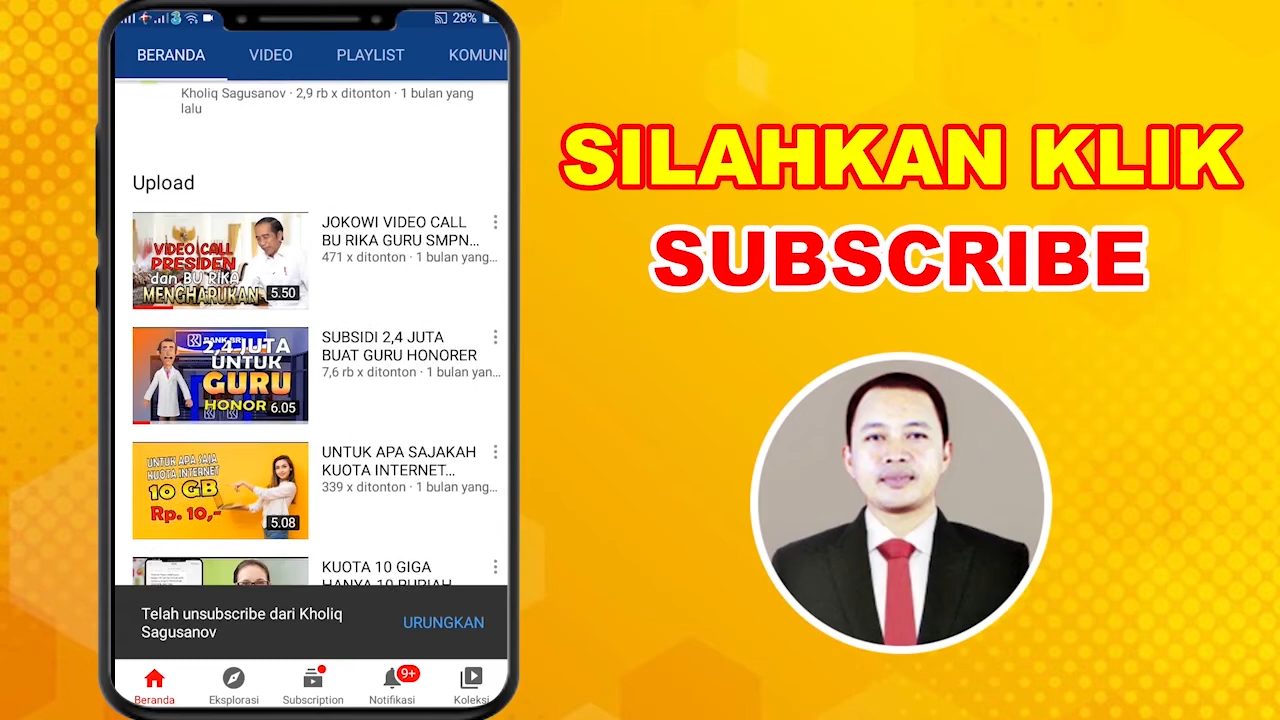 28%
BERANDA VIDEO PLAYLIST KOMUNI
Kholiq Sagusanov · 2,9 rb x ditonton · 1 bulan yang
lalu
Upload
VIDEO CALL
PRESIDEN
dan BU RIKA
MENGHARUKAN
5.50
JOKOWI VIDEO CALL
BU RIKA GURU SMPN...
471 x ditonton · 1 bulan yang...
BANK BRI
2,4 JUTA
UNTUK
GURU
HONOR
6.05
SUBSIDI 2,4 JUTA
BUAT GURU HONORER
7,6 rb x ditonton · 1 bulan yan...
UNTUK APA SAJA
KUOTA INTERNET
10 GB
Rp. 10,-
5.08
UNTUK APA SAJAKAH
KUOTA INTERNET...
339 x ditonton · 1 bulan yang...
KUOTA 10 GIGA
HANYA 10 RUPIAH
Telah unsubscribe dari Kholiq
Sagusanov
URUNGKAN
9+
Beranda Eksplorasi Subscription Notifikasi Koleksi
SILAHKAN KLIK
SUBSCRIBE